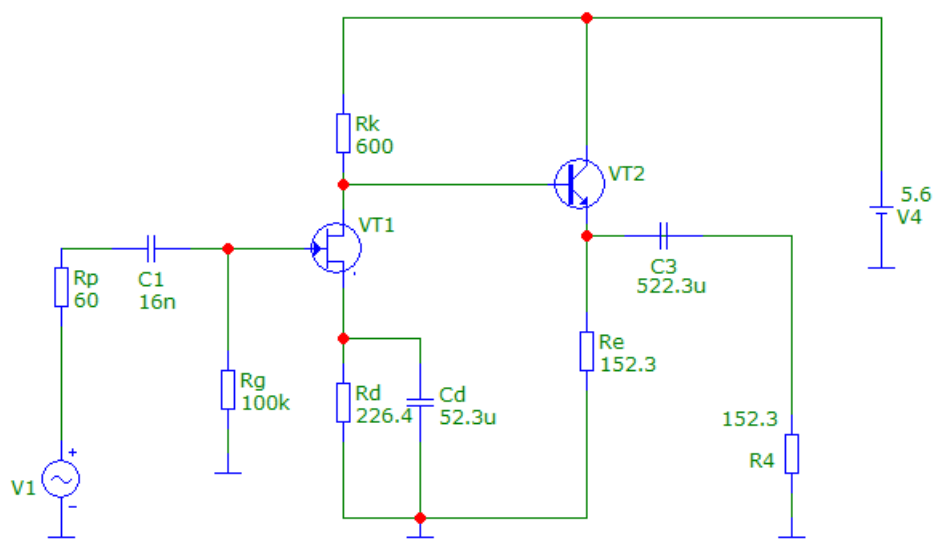 Rk
600
VT2
5.6
V4
VT1
Rp
60
C1
16n
C3
522.3u
Rg
100k
Rd
226.4
Cd
52.3u
Re
152.3
152.3
R4
V1
+
-